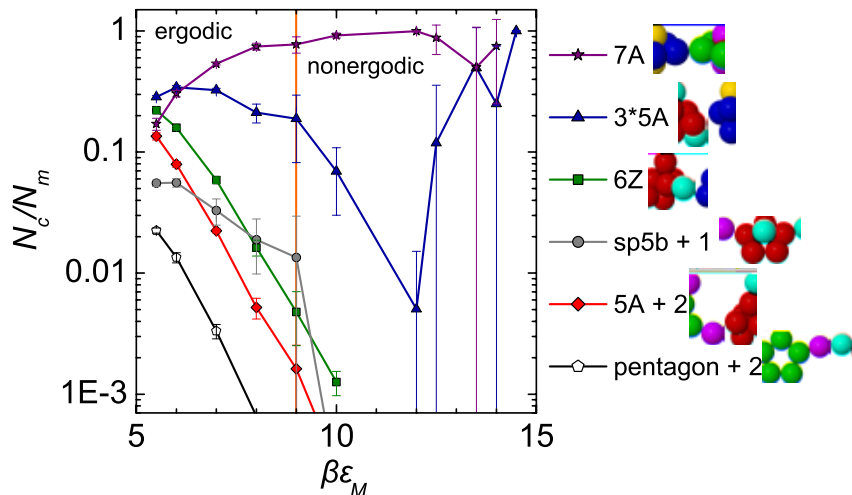 ergodic
nonergodic
N_c/N_m
1
0.1
0.01
1E-3
5
10
15
βε_M
7A
3*5A
6Z
sp5b + 1
5A + 2
pentagon + 2